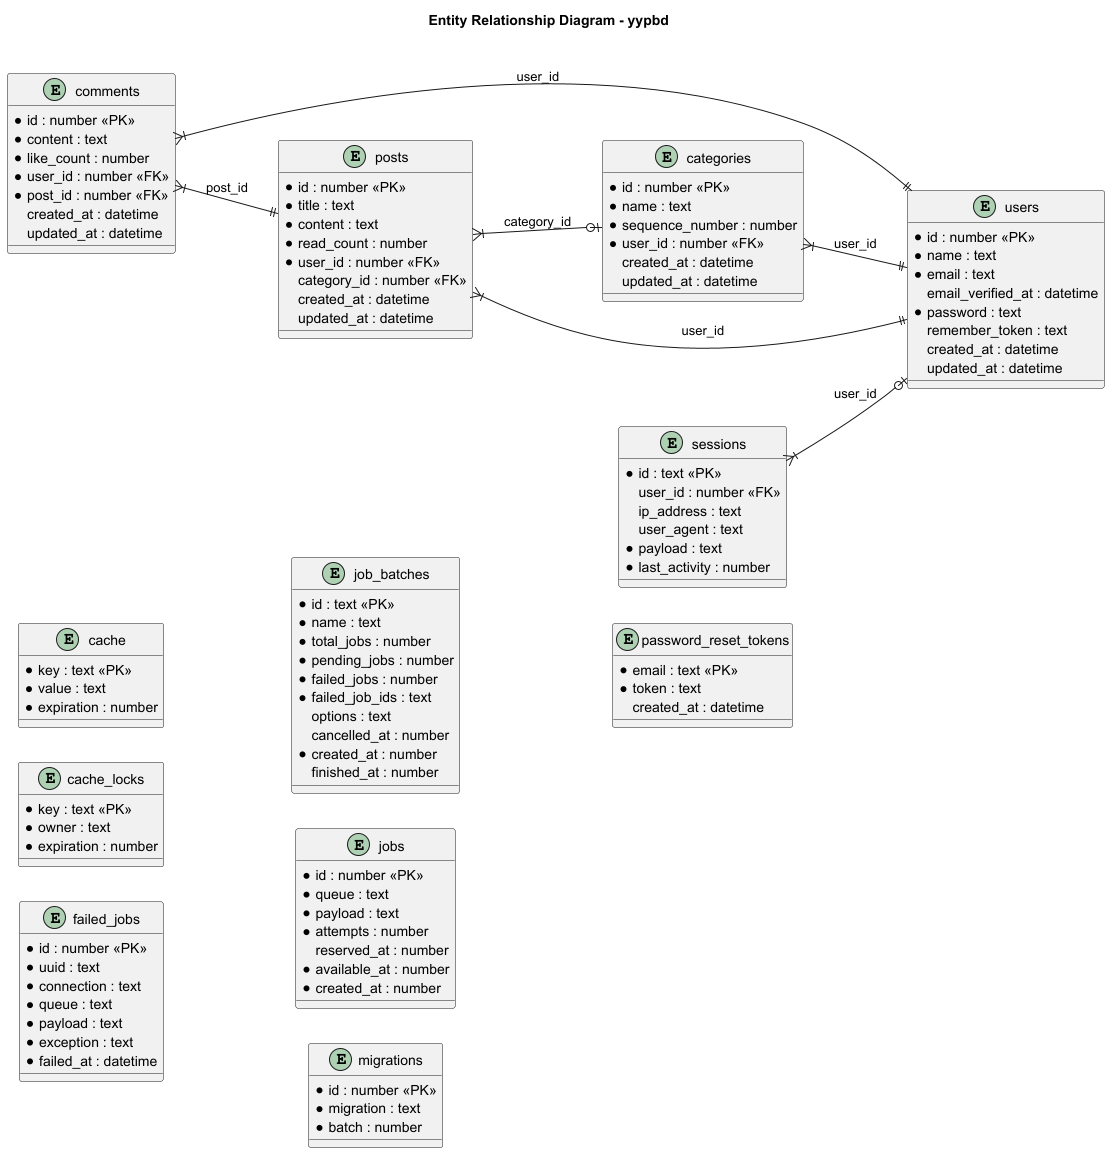 Entity Relationship Diagram - yypbd
E comments
id : number «PK»
content : text
like_count : number
user_id : number «FK»
post_id : number «FK»
created_at : datetime
updated_at : datetime
user_id
post_id
E posts
id : number «PK»
title : text
content : text
read_count : number
user_id : number «FK»
category_id : number «FK»
created_at : datetime
updated_at : datetime
category_id
user_id
E categories
id : number «PK»
name : text
sequence_number : number
user_id : number «FK»
created_at : datetime
updated_at : datetime
user_id
E users
id : number «PK»
name : text
email : text
email_verified_at : datetime
password : text
remember_token : text
created_at : datetime
updated_at : datetime
user_id
E sessions
id : text «PK»
user_id : number «FK»
ip_address : text
user_agent : text
payload : text
last_activity : number
E job_batches
id : text «PK»
name : text
total_jobs : number
pending_jobs : number
failed_jobs : number
failed_job_ids : text
options : text
cancelled_at : number
created_at : number
finished_at : number
E cache
key : text «PK»
value : text
expiration : number
E password_reset_tokens
email : text «PK»
token : text
created_at : datetime
E cache_locks
key : text «PK»
owner : text
expiration : number
E jobs
id : number «PK»
queue : text
payload : text
attempts : number
reserved_at : number
available_at : number
created_at : number
E failed_jobs
id : number «PK»
uuid : text
connection : text
queue : text
payload : text
exception : text
failed_at : datetime
E migrations
id : number «PK»
migration : text
batch : number